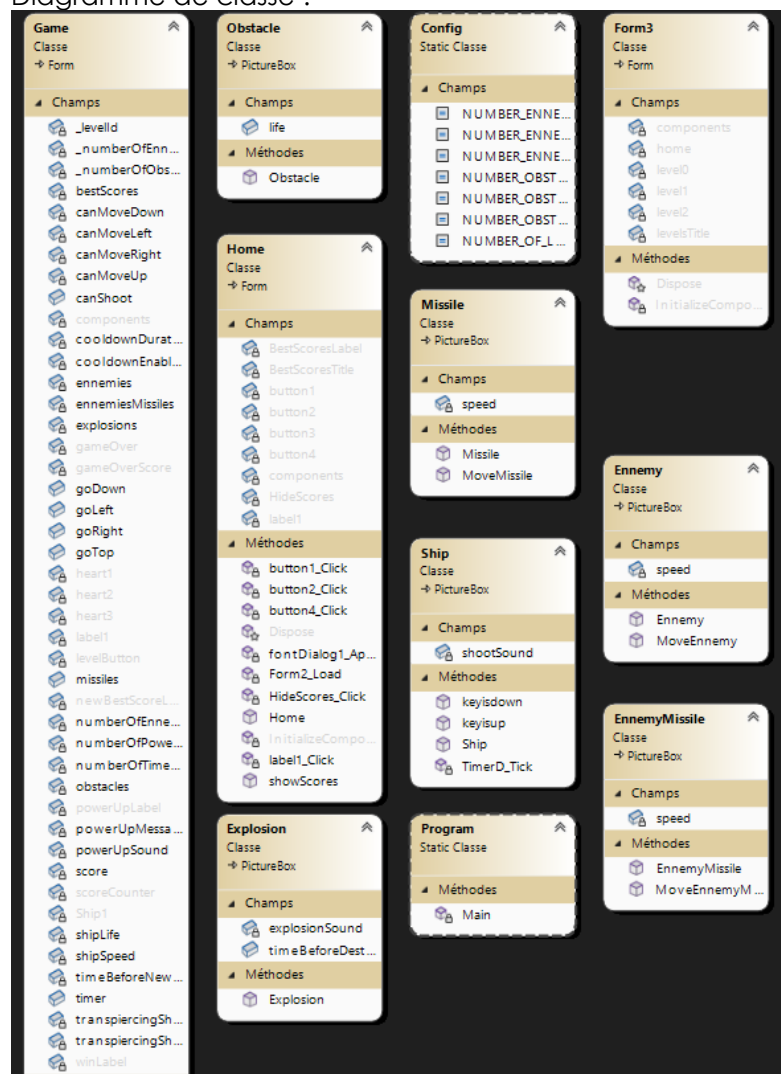 Diagramme de classe :
Game
Classe
Form
Champs
_levelId
_numberOfEnn...
_numberOfObs...
bestScores
canMoveDown
canMoveLeft
canMoveRight
canMoveUp
canShoot
components
cooldownDurat...
cooldownEnabl...
ennemies
ennemiesMissiles
explosions
gameOver
gameOverScore
goDown
goLeft
goRight
goTop
heart1
heart2
heart3
label1
levelButton
missiles
newBestScoreL...
numberOfEnne...
numberOfPowe...
numberOfTime...
obstacles
powerUpLabel
powerUpMessa...
powerUpSound
score
scoreCounter
Ship1
shipLife
shipSpeed
timeBeforeNew...
timer
transpiercingSh...
transpiercingSh...
winLabel
Obstacle
Classe
PictureBox
Champs
life
Méthodes
Obstacle
Home
Classe
Form
Champs
BestScoresLabel
BestScoresTitle
button1
button2
button3
button4
components
HideScores
label1
Méthodes
button1_Click
button2_Click
button4_Click
Dispose
fontDialog1_Ap...
Form2_Load
HideScores_Click
Home
InitializeCompo...
label1_Click
showScores
Explosion
Classe
PictureBox
Champs
explosionSound
timeBeforeDest...
Méthodes
Explosion
Config
Static Classe
Champs
NUMBER_ENNE...
NUMBER_ENNE...
NUMBER_ENNE...
NUMBER_OBST...
NUMBER_OBST...
NUMBER_OBST...
NUMBER_OF_L...
Missile
Classe
PictureBox
Champs
speed
Méthodes
Missile
MoveMissile
Ship
Classe
PictureBox
Champs
shootSound
Méthodes
keyisdown
keyisup
Ship
TimerD_Tick
Program
Static Classe
Méthodes
Main
Form3
Classe
Form
Champs
components
home
level0
level1
level2
levelsTitle
Méthodes
Dispose
InitializeCompo...
Ennemy
Classe
PictureBox
Champs
speed
Méthodes
Ennemy
MoveEnnemy
EnnemyMissile
Classe
PictureBox
Champs
speed
Méthodes
EnnemyMissile
MoveEnnemyM...